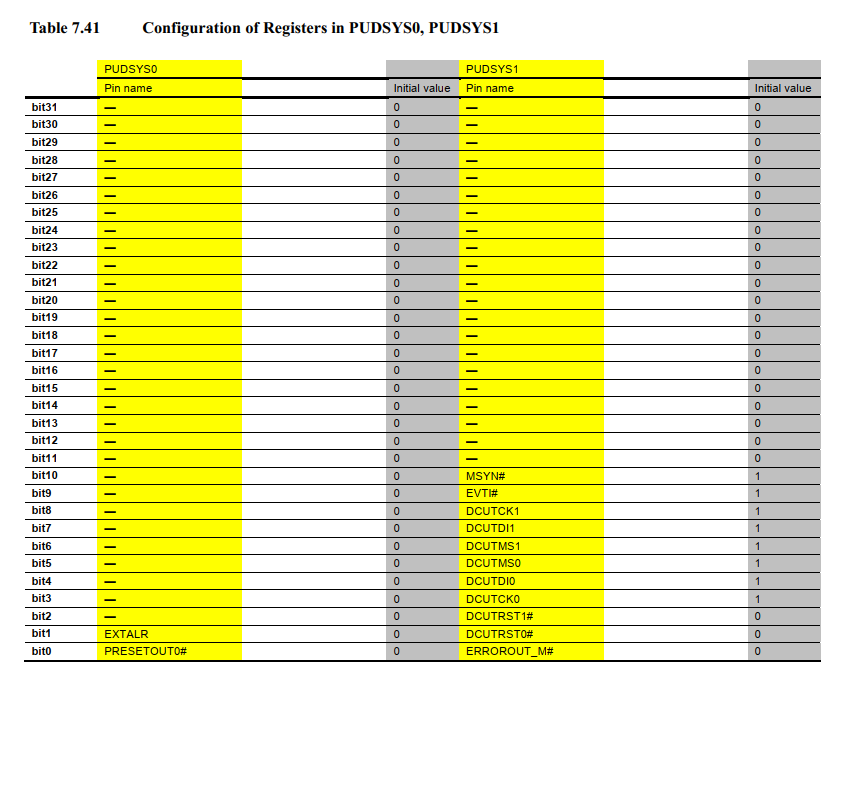 Table 7.41 Configuration of Registers in PUDSYS0, PUDSYS1
PUDSYS0 PUDSYS1
Pin name Initial value Pin name Initial value
bit31 — 0 — 0
bit30 — 0 — 0
bit29 — 0 — 0
bit28 — 0 — 0
bit27 — 0 — 0
bit26 — 0 — 0
bit25 — 0 — 0
bit24 — 0 — 0
bit23 — 0 — 0
bit22 — 0 — 0
bit21 — 0 — 0
bit20 — 0 — 0
bit19 — 0 — 0
bit18 — 0 — 0
bit17 — 0 — 0
bit16 — 0 — 0
bit15 — 0 — 0
bit14 — 0 — 0
bit13 — 0 — 0
bit12 — 0 — 0
bit11 — 0 — 0
bit10 — 0 MSYN# 1
bit9 — 0 EVTI# 1
bit8 — 0 DCUTCK1 1
bit7 — 0 DCUTDI1 1
bit6 — 0 DCUTMS1 1
bit5 — 0 DCUTMS0 1
bit4 — 0 DCUTDI0 1
bit3 — 0 DCUTCK0 1
bit2 — 0 DCUTRST1# 0
bit1 EXTALR 0 DCUTRST0# 0
bit0 PRESETOUT0# 0 ERROROUT_M# 0